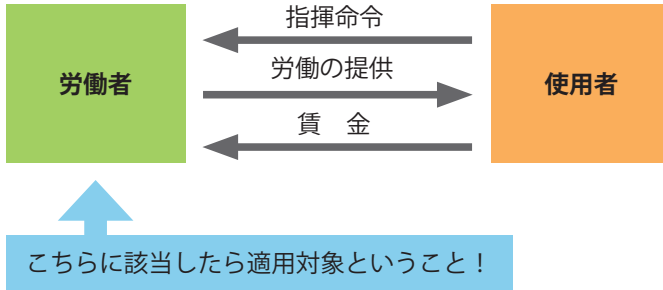 指揮命令
労働の提供
労働者
使用者
賃　金
こちらに該当したら適用対象ということ！